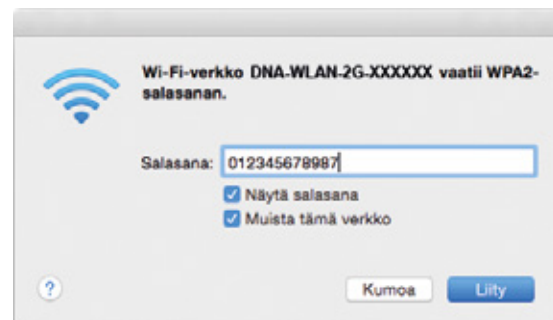 Wi-Fi-verkko DNA-WLAN-2G-XXXXXX vaatii WPA2-
salasanan.
Salasana: 012345678987
Näytä salasana
Muista tämä verkko
? Kumoa Liity